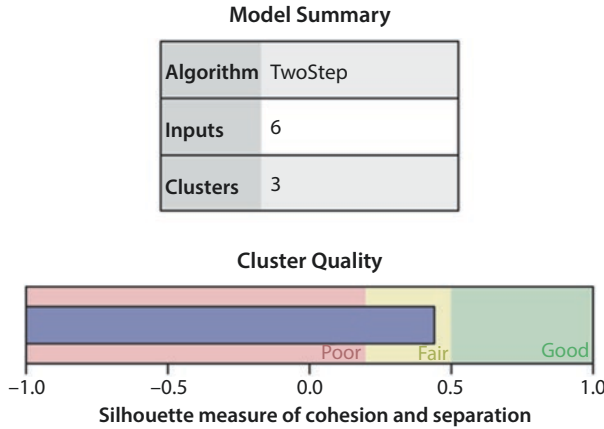 Model Summary
Algorithm TwoStep
Inputs 6
Clusters 3
Cluster Quality
Poor Fair Good
−1.0 −0.5 0.0 0.5 1.0
Silhouette measure of cohesion and separation